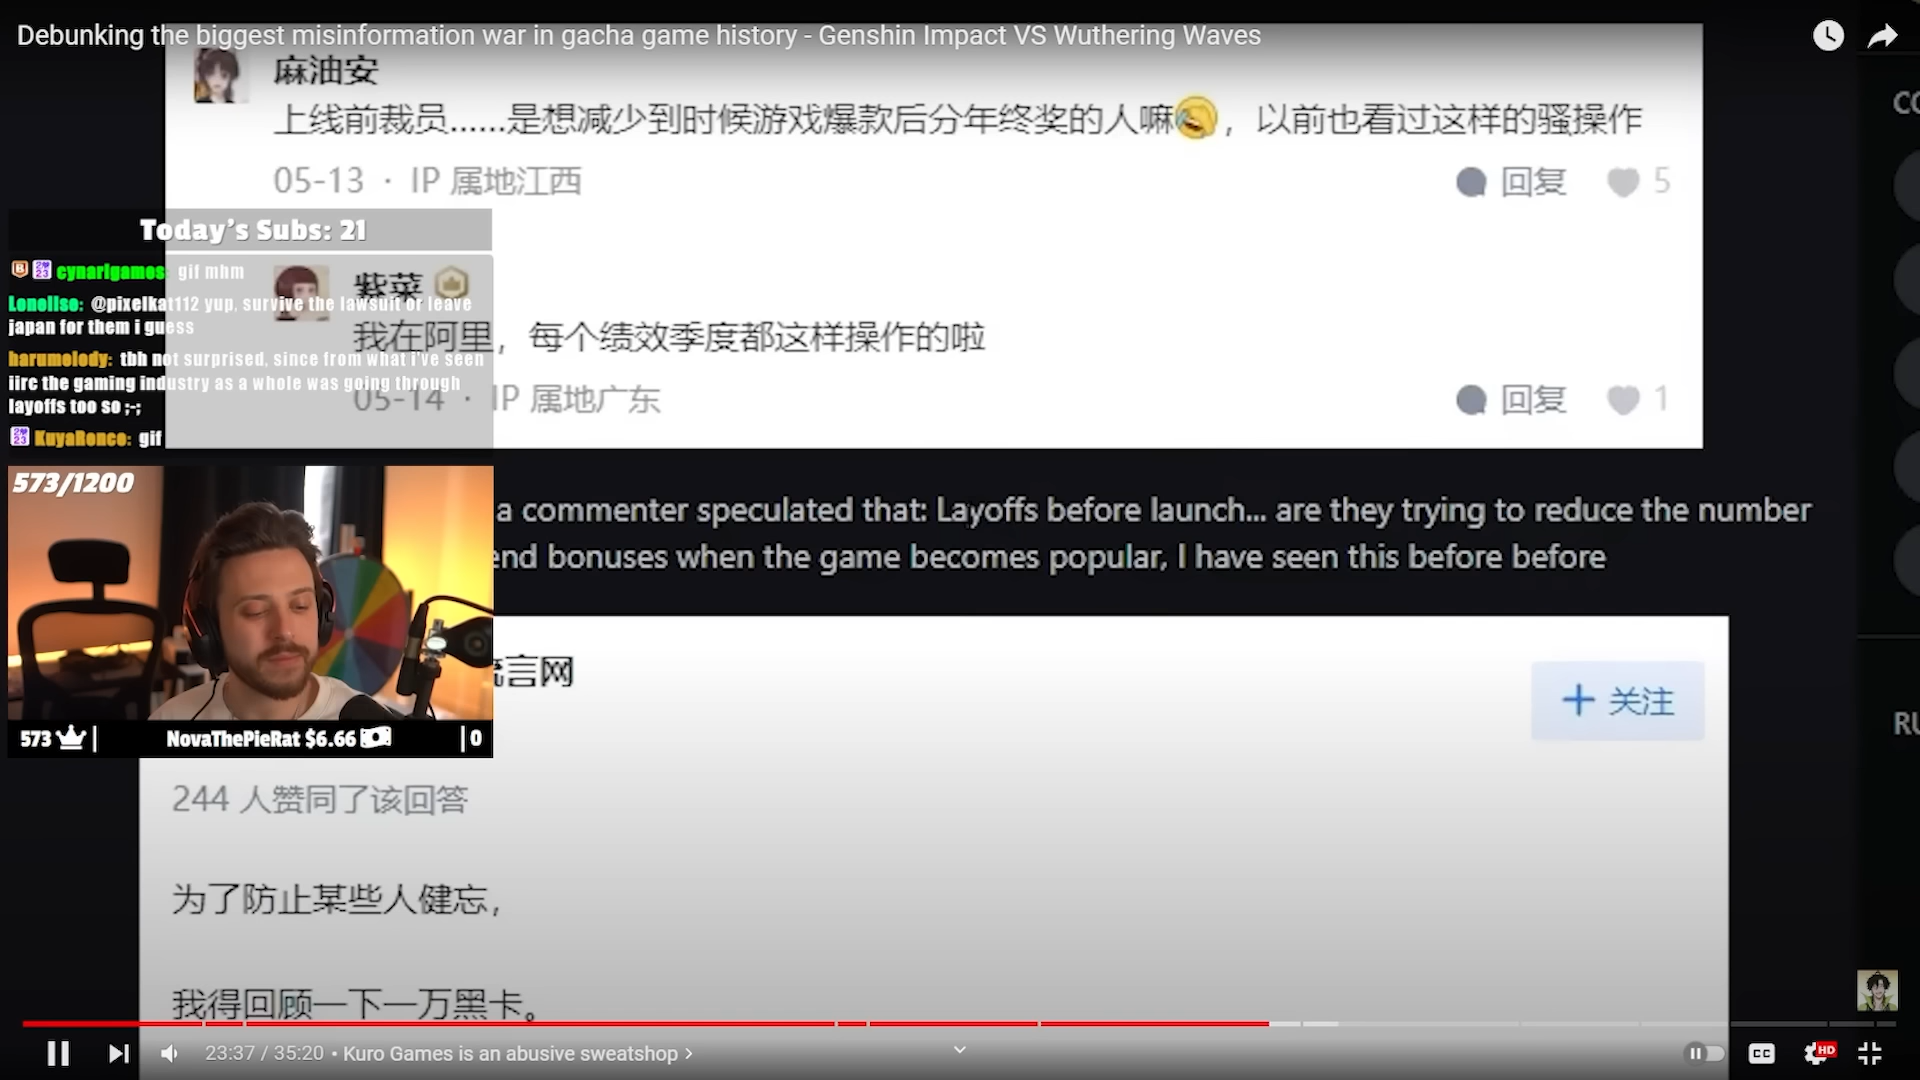 Debunking the biggest misinformation war in gacha game history - Genshin Impact VS Wuthering Waves
麻油安
上线前裁员......是想减少到时候游戏爆款后分年终奖的人嘛，以前也看过这样的骚操作
05-13 · IP 属地江西
回复 5
Today's Subs: 21
cynarlgames: gif mhm
Lonollse: @pixelkat112 yup, survive the lawsuit or leave
japan for them i guess
harumelody: tbh not surprised, since from what i've seen
iirc the gaming industry as a whole was going through
layoffs too so ;-;
KuyaRonce: gif
紫菜
我在阿里，每个绩效季度都这样操作的啦
05-14 · IP 属地广东
回复 1
573/1200
a commenter speculated that: Layoffs before launch... are they trying to reduce the number
end bonuses when the game becomes popular, I have seen this before before
573
NovaThePieRat $6.66
0
言网
+ 关注
244 人赞同了该回答
为了防止某些人健忘，
我得回顾一下一万黑卡。
CO
RU
23:37 / 35:20 • Kuro Games is an abusive sweatshop
CC
HD